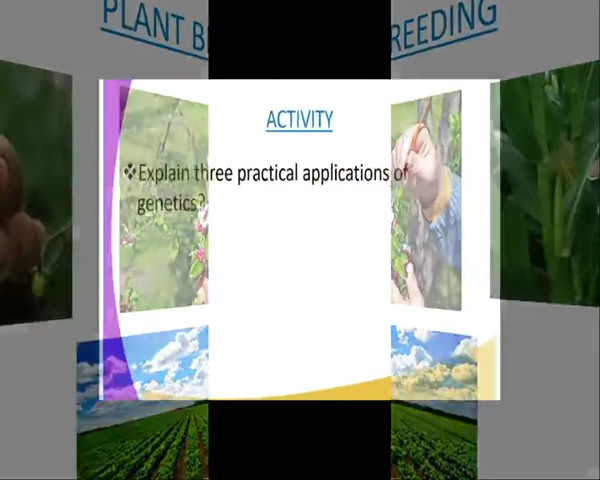 PLANT B REEDING
ACTIVITY
❖Explain three practical applications of
genetics?